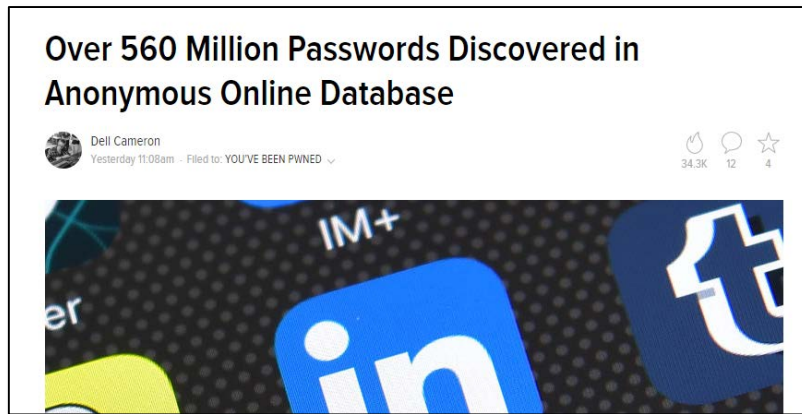 Over 560 Million Passwords Discovered in
Anonymous Online Database
Dell Cameron
Yesterday 11:08am - Filed to: YOU'VE BEEN PWNED
34.3K 12 4
IM+
er
in
t